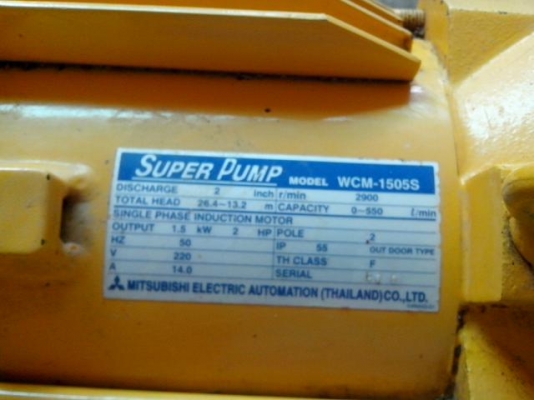 SUPER PUMP MODEL WCM-1505S
DISCHARGE 2 inch r/min 2900
TOTAL HEAD 26.4~13.2 m CAPACITY 0~550 ℓ/min
SINGLE PHASE INDUCTION MOTOR
OUTPUT 1.5 kW 2 HP POLE 2
HZ 50 IP 55 OUT DOOR TYPE
V 220 TH CLASS F
A 14.0 SERIAL
MITSUBISHI ELECTRIC AUTOMATION (THAILAND) CO., LTD.